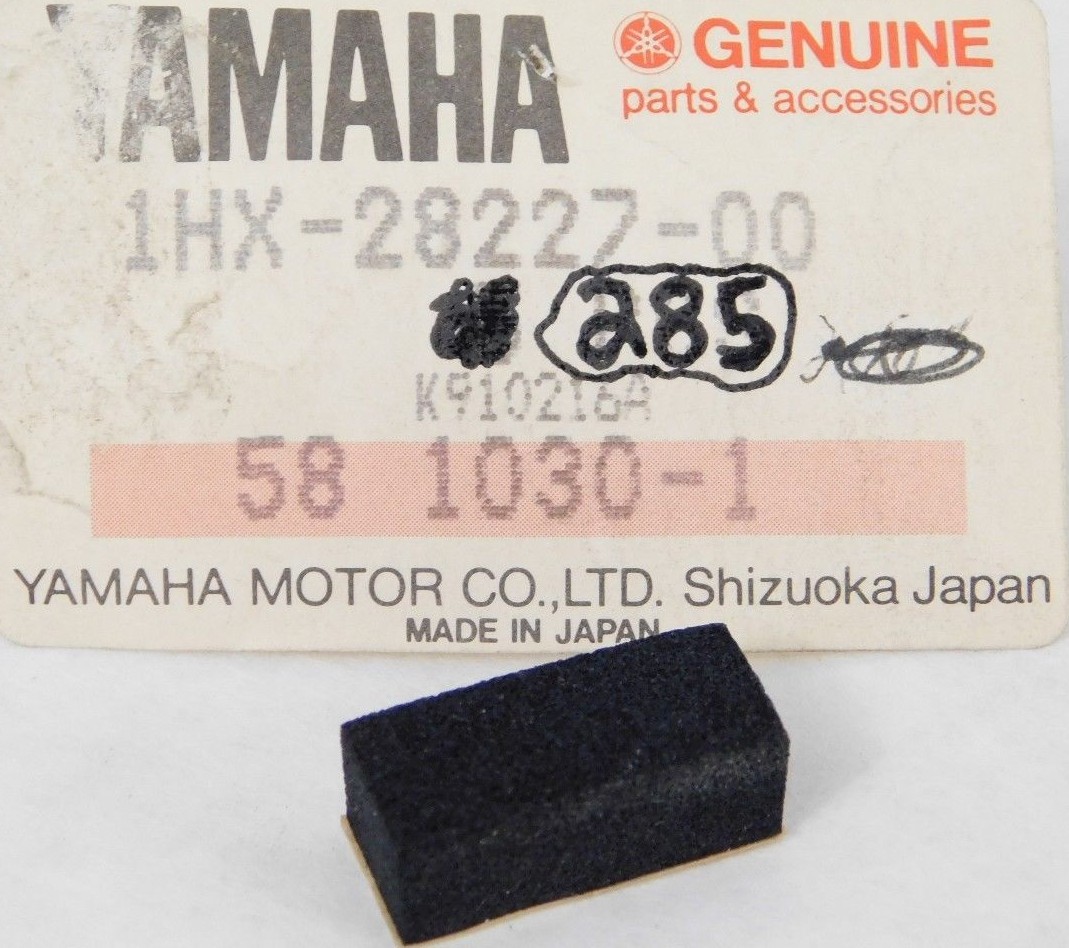 YAMAHA
GENUINE
parts & accessories
1HX-28227-00
285
K910216A
58 1030-1
YAMAHA MOTOR CO.,LTD. Shizuoka Japan
MADE IN JAPAN